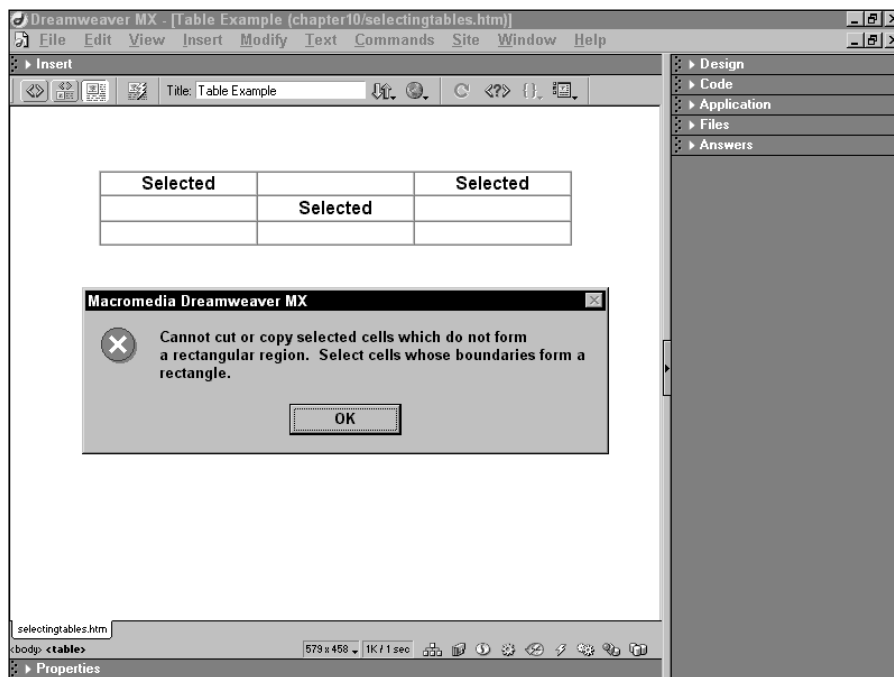 Dreamweaver MX - [Table Example (chapter10/selectingtables.htm)]
File Edit View Insert Modify Text Commands Site Window Help
Insert
Title: Table Example
Design
Code
Application
Files
Answers
Selected Selected
Selected
Macromedia Dreamweaver MX
Cannot cut or copy selected cells which do not form
a rectangular region. Select cells whose boundaries form a
rectangle.
OK
selectingtables.htm
<body> <table> 579 x 458 1K / 1 sec
Properties